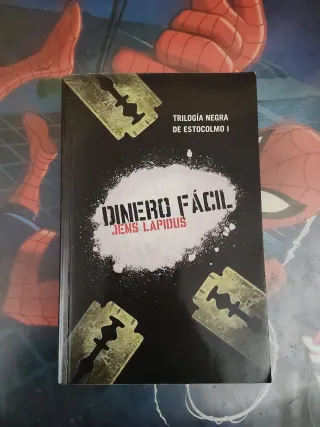 TRILOGÍA NEGRA
DE ESTOCOLMO I
DINERO FÁCIL
JENS LAPIDUS